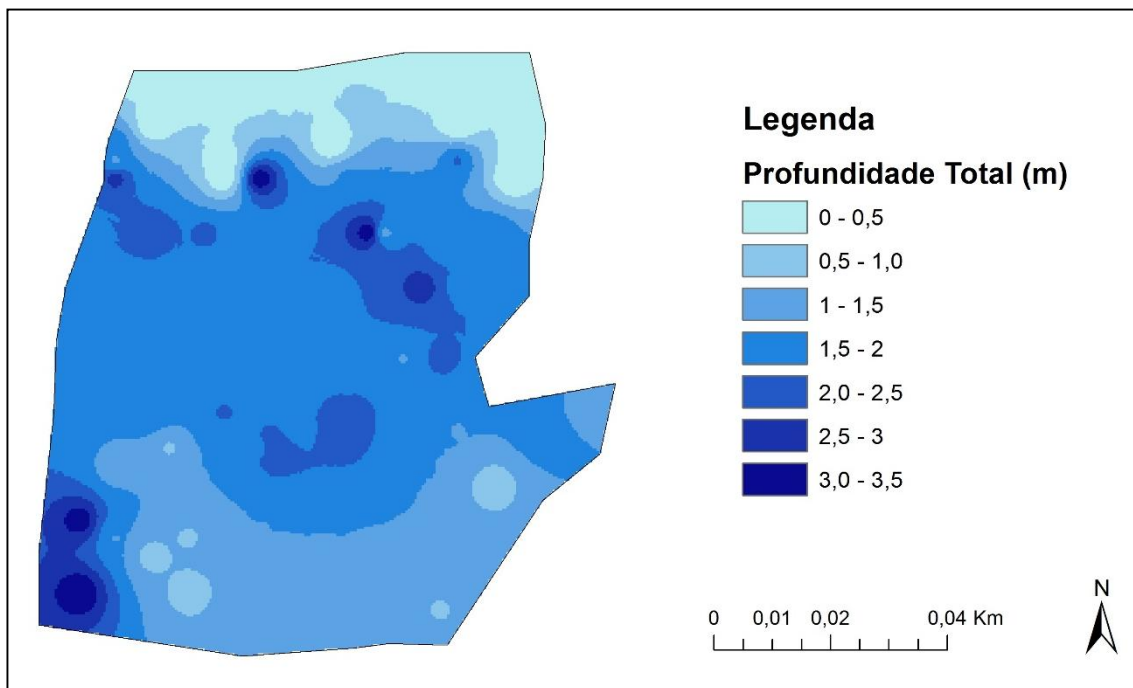 Legenda
Profundidade Total (m)
0 - 0,5
0,5 - 1,0
1 - 1,5
1,5 - 2
2,0 - 2,5
2,5 - 3
3,0 - 3,5
N
0 0,01 0,02 0,04 Km